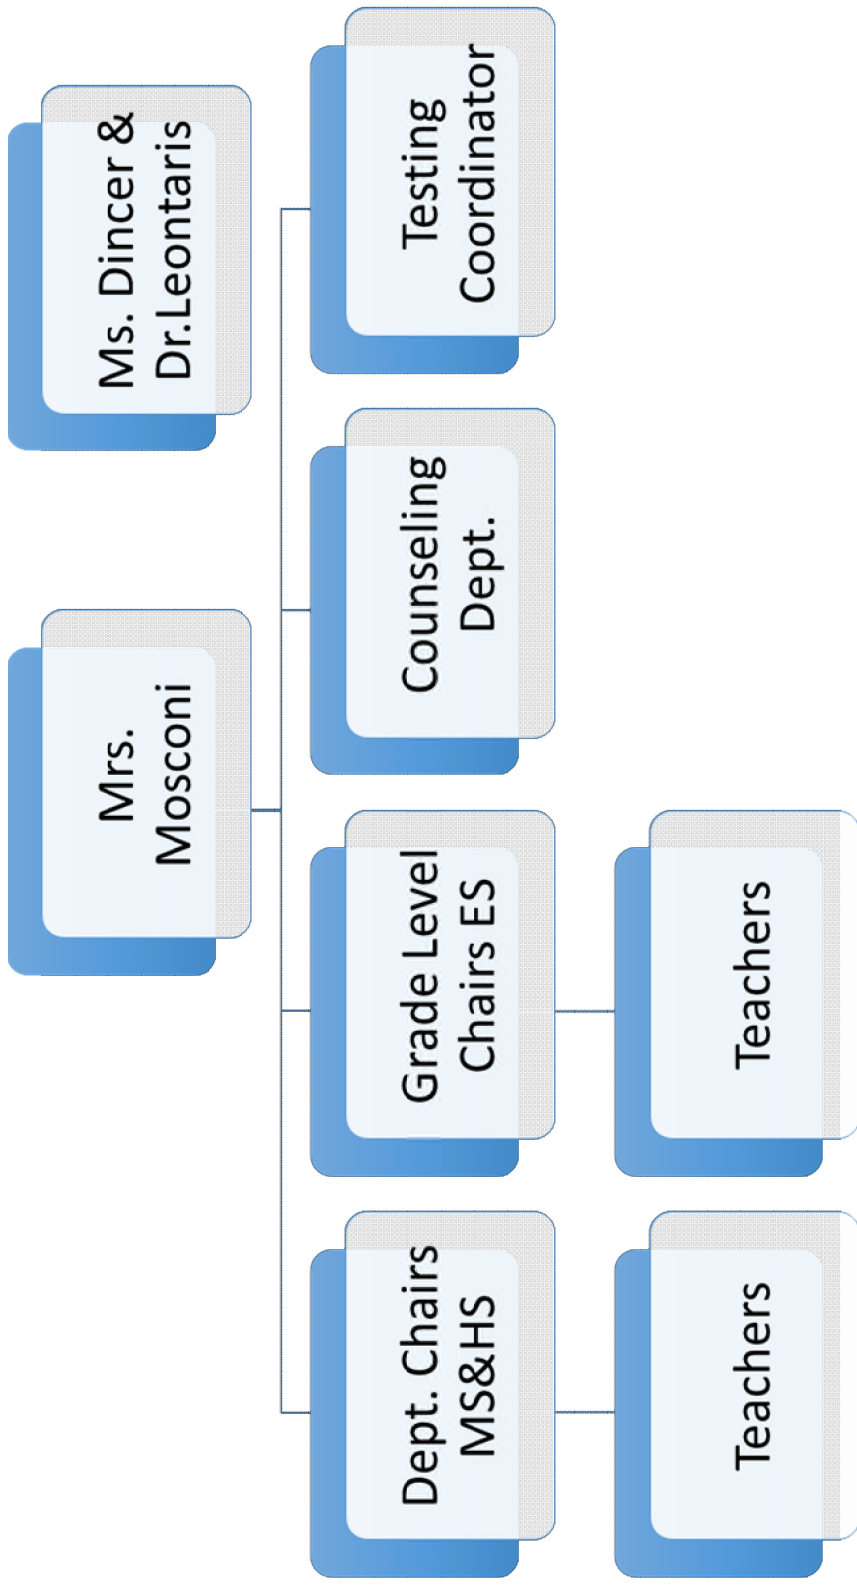 Mrs.
Mosconi
Ms. Dincer &
Dr.Leontaris
Dept. Chairs
MS&HS
Grade Level
Chairs ES
Counseling
Dept.
Testing
Coordinator
Teachers
Teachers